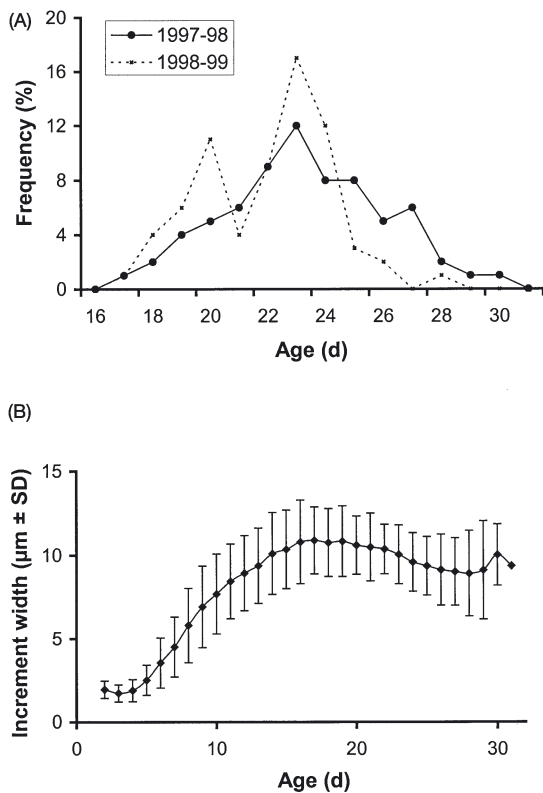 (A)
20
16
12
8
4
0
Frequency (%)
1997-98
1998-99
16 18 20 22 24 26 28 30
Age (d)
(B)
15
10
5
0
Increment width (µm ± SD)
0 10 20 30
Age (d)